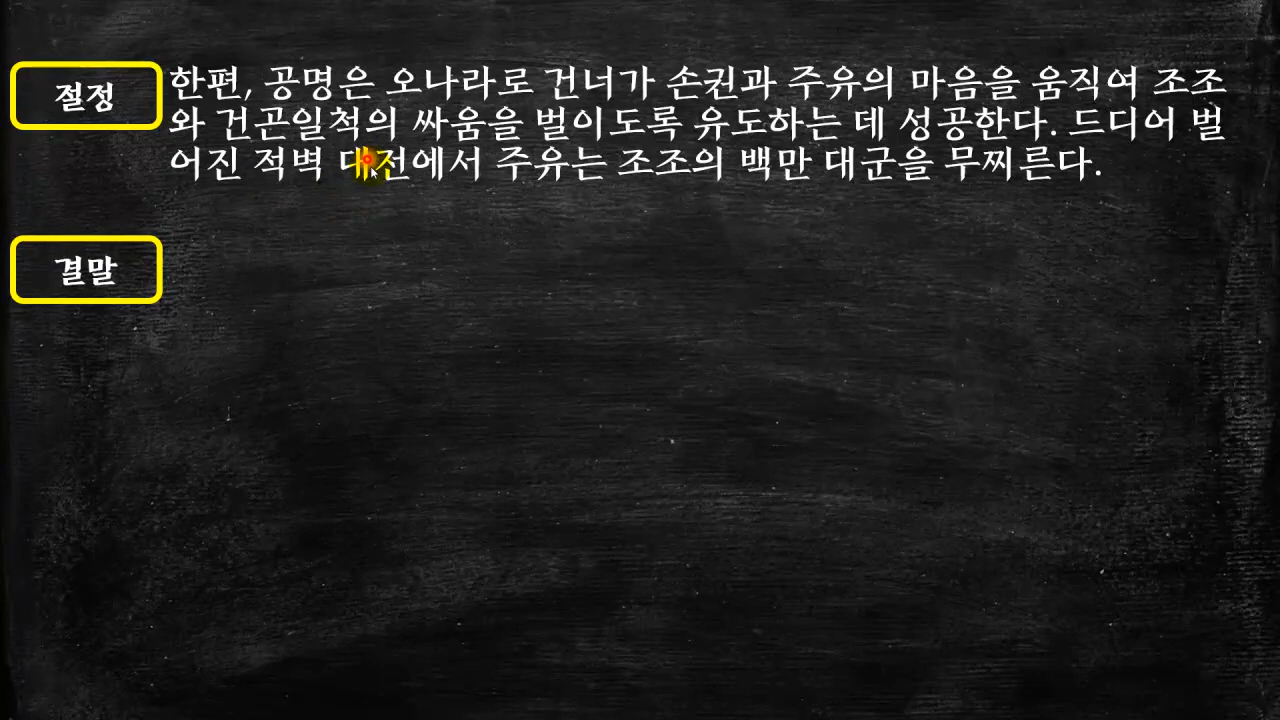 절정
한편, 공명은 오나라로 건너가 손권과 주유의 마음을 움직여 조조
와 건곤일척의 싸움을 벌이도록 유도하는 데 성공한다. 드디어 벌
어진 적벽 대전에서 주유는 조조의 백만 대군을 무찌른다.
결말